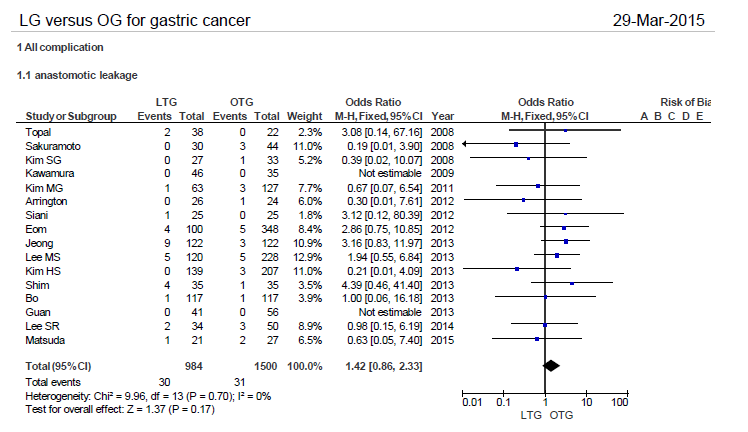 LG versus OG for gastric cancer 29-Mar-2015
1 All complication
1.1 anastomotic leakage
LTG OTG Odds Ratio Odds Ratio Risk of Bia
Study or Subgroup Events Total Events Total Weight M-H, Fixed, 95% CI Year M-H, Fixed, 95% CI A B C D E
Topal 2 38 0 22 2.3% 3.08 [0.14, 67.16] 2008
Sakuramoto 0 30 3 44 11.0% 0.19 [0.01, 3.90] 2008
Kim SG 0 27 1 33 5.2% 0.39 [0.02, 10.07] 2008
Kawamura 0 46 0 35 Not estimable 2009
Kim MG 1 63 3 127 7.7% 0.67 [0.07, 6.54] 2011
Arrington 0 26 1 24 6.0% 0.30 [0.01, 7.61] 2012
Siani 1 25 0 25 1.8% 3.12 [0.12, 80.39] 2012
Eom 4 100 5 348 8.4% 2.86 [0.75, 10.85] 2012
Jeong 9 122 3 122 10.9% 3.16 [0.83, 11.97] 2013
Lee MS 5 120 5 228 12.9% 1.94 [0.55, 6.84] 2013
Kim HS 0 139 3 207 11.0% 0.21 [0.01, 4.09] 2013
Shim 4 35 1 35 3.5% 4.39 [0.46, 41.40] 2013
Bo 1 117 1 117 3.9% 1.00 [0.06, 16.18] 2013
Guan 0 41 0 56 Not estimable 2013
Lee SR 2 34 3 50 8.9% 0.98 [0.15, 6.19] 2014
Matsuda 1 21 2 27 6.5% 0.63 [0.05, 7.40] 2015
Total (95% CI) 984 1500 100.0% 1.42 [0.86, 2.33]
Total events 30 31
Heterogeneity: Chi² = 9.96, df = 13 (P = 0.70); I² = 0%
Test for overall effect: Z = 1.37 (P = 0.17)
0.01 0.1 1 10 100
LTG OTG